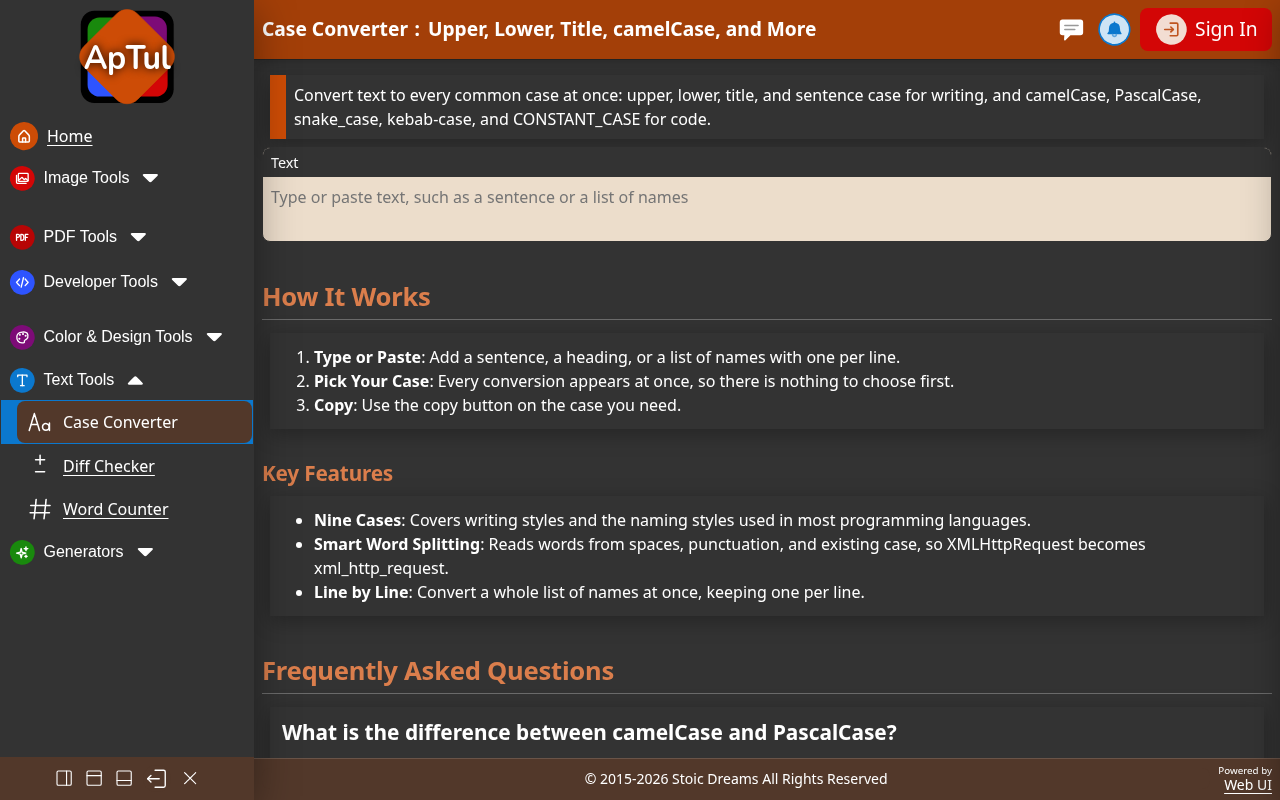 ApTul
Home
Image Tools
PDF Tools
Developer Tools
Color & Design Tools
Text Tools
Case Converter
Diff Checker
Word Counter
Generators
Case Converter : Upper, Lower, Title, camelCase, and More
Sign In
Convert text to every common case at once: upper, lower, title, and sentence case for writing, and camelCase, PascalCase,
snake_case, kebab-case, and CONSTANT_CASE for code.
Text
Type or paste text, such as a sentence or a list of names
How It Works
1. Type or Paste: Add a sentence, a heading, or a list of names with one per line.
2. Pick Your Case: Every conversion appears at once, so there is nothing to choose first.
3. Copy: Use the copy button on the case you need.
Key Features
• Nine Cases: Covers writing styles and the naming styles used in most programming languages.
• Smart Word Splitting: Reads words from spaces, punctuation, and existing case, so XMLHttpRequest becomes
xml_http_request.
• Line by Line: Convert a whole list of names at once, keeping one per line.
Frequently Asked Questions
What is the difference between camelCase and PascalCase?
© 2015-2026 Stoic Dreams All Rights Reserved
Powered by
Web UI